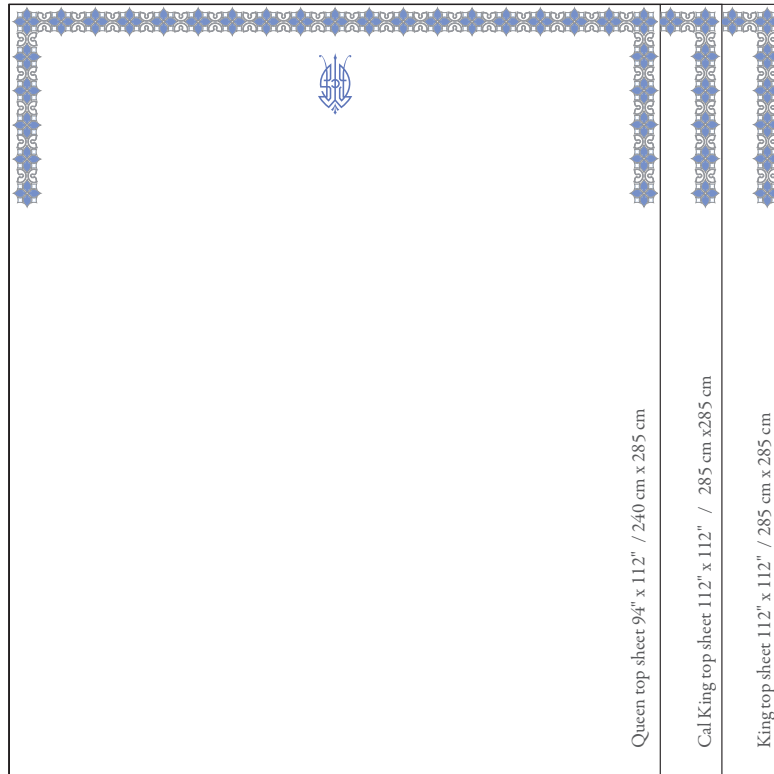 Queen top sheet 94" x 112" / 240 cm x 285 cm
Cal King top sheet 112" x 112" / 285 cm x285 cm
King top sheet 112" x 112" / 285 cm x 285 cm